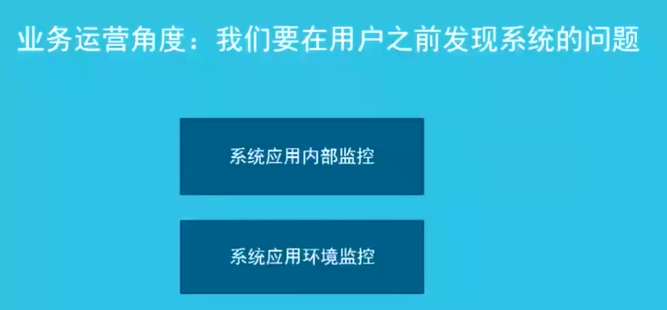 业务运营角度：我们要在用户之前发现系统的问题
系统应用内部监控
系统应用环境监控